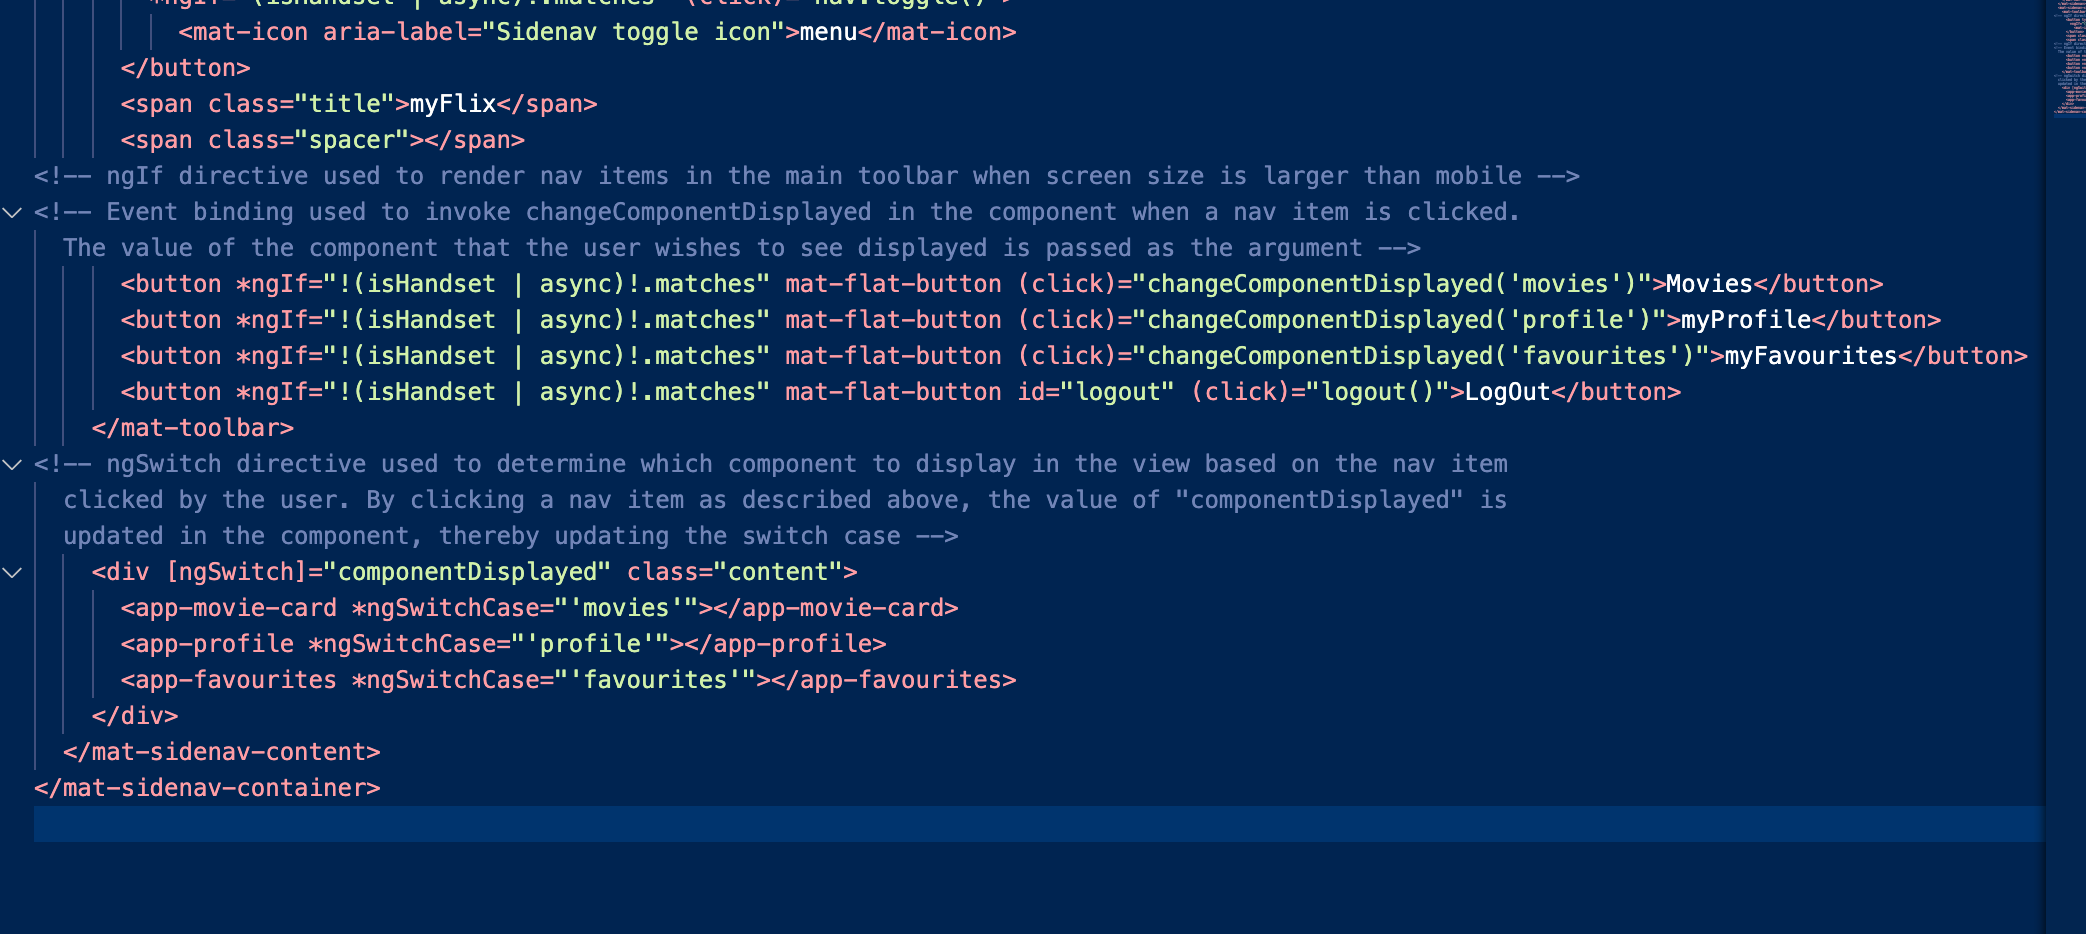 *ngIf="(isHandset | async)!.matches" (click)="nav.toggle()">
<mat-icon aria-label="Sidenav toggle icon">menu</mat-icon>
</button>
<span class="title">myFlix</span>
<span class="spacer"></span>
<!-- ngIf directive used to render nav items in the main toolbar when screen size is larger than mobile -->
<!-- Event binding used to invoke changeComponentDisplayed in the component when a nav item is clicked.
The value of the component that the user wishes to see displayed is passed as the argument -->
<button *ngIf="!(isHandset | async)!.matches" mat-flat-button (click)="changeComponentDisplayed('movies')">Movies</button>
<button *ngIf="!(isHandset | async)!.matches" mat-flat-button (click)="changeComponentDisplayed('profile')">myProfile</button>
<button *ngIf="!(isHandset | async)!.matches" mat-flat-button (click)="changeComponentDisplayed('favourites')">myFavourites</button>
<button *ngIf="!(isHandset | async)!.matches" mat-flat-button id="logout" (click)="logout()">LogOut</button>
</mat-toolbar>
<!-- ngSwitch directive used to determine which component to display in the view based on the nav item
clicked by the user. By clicking a nav item as described above, the value of "componentDisplayed" is
updated in the component, thereby updating the switch case -->
<div [ngSwitch]="componentDisplayed" class="content">
<app-movie-card *ngSwitchCase="'movies'"></app-movie-card>
<app-profile *ngSwitchCase="'profile'"></app-profile>
<app-favourites *ngSwitchCase="'favourites'"></app-favourites>
</div>
</mat-sidenav-content>
</mat-sidenav-container>